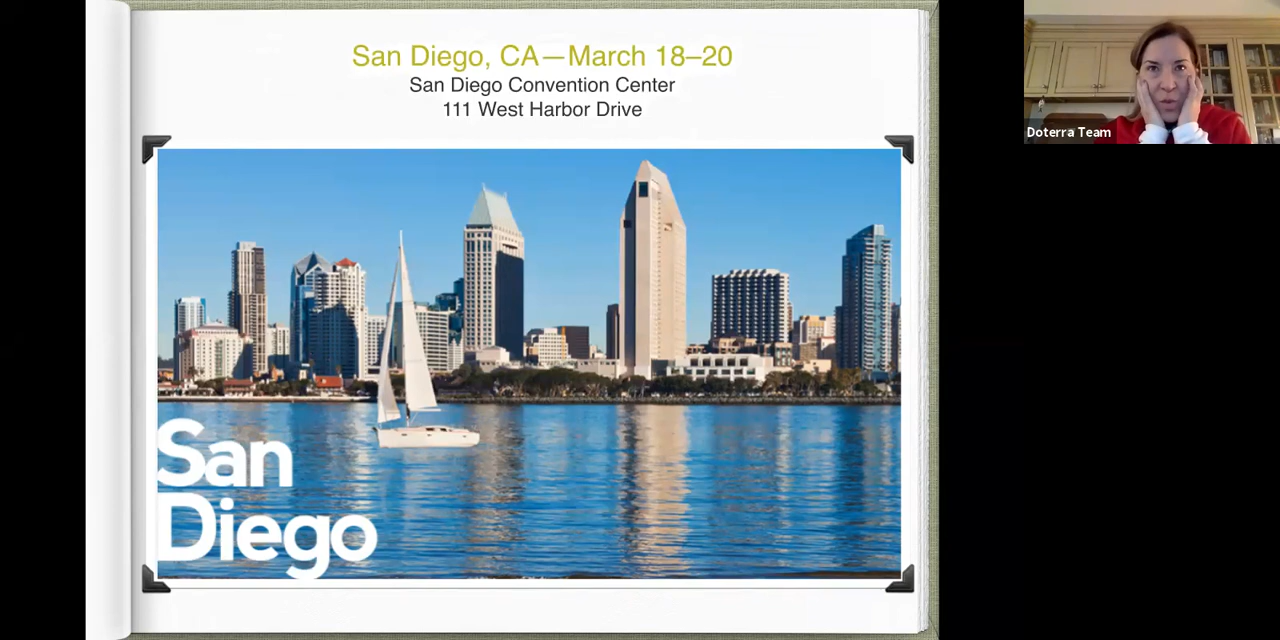 San Diego, CA—March 18–20
San Diego Convention Center
111 West Harbor Drive
Doterra Team
San
Diego